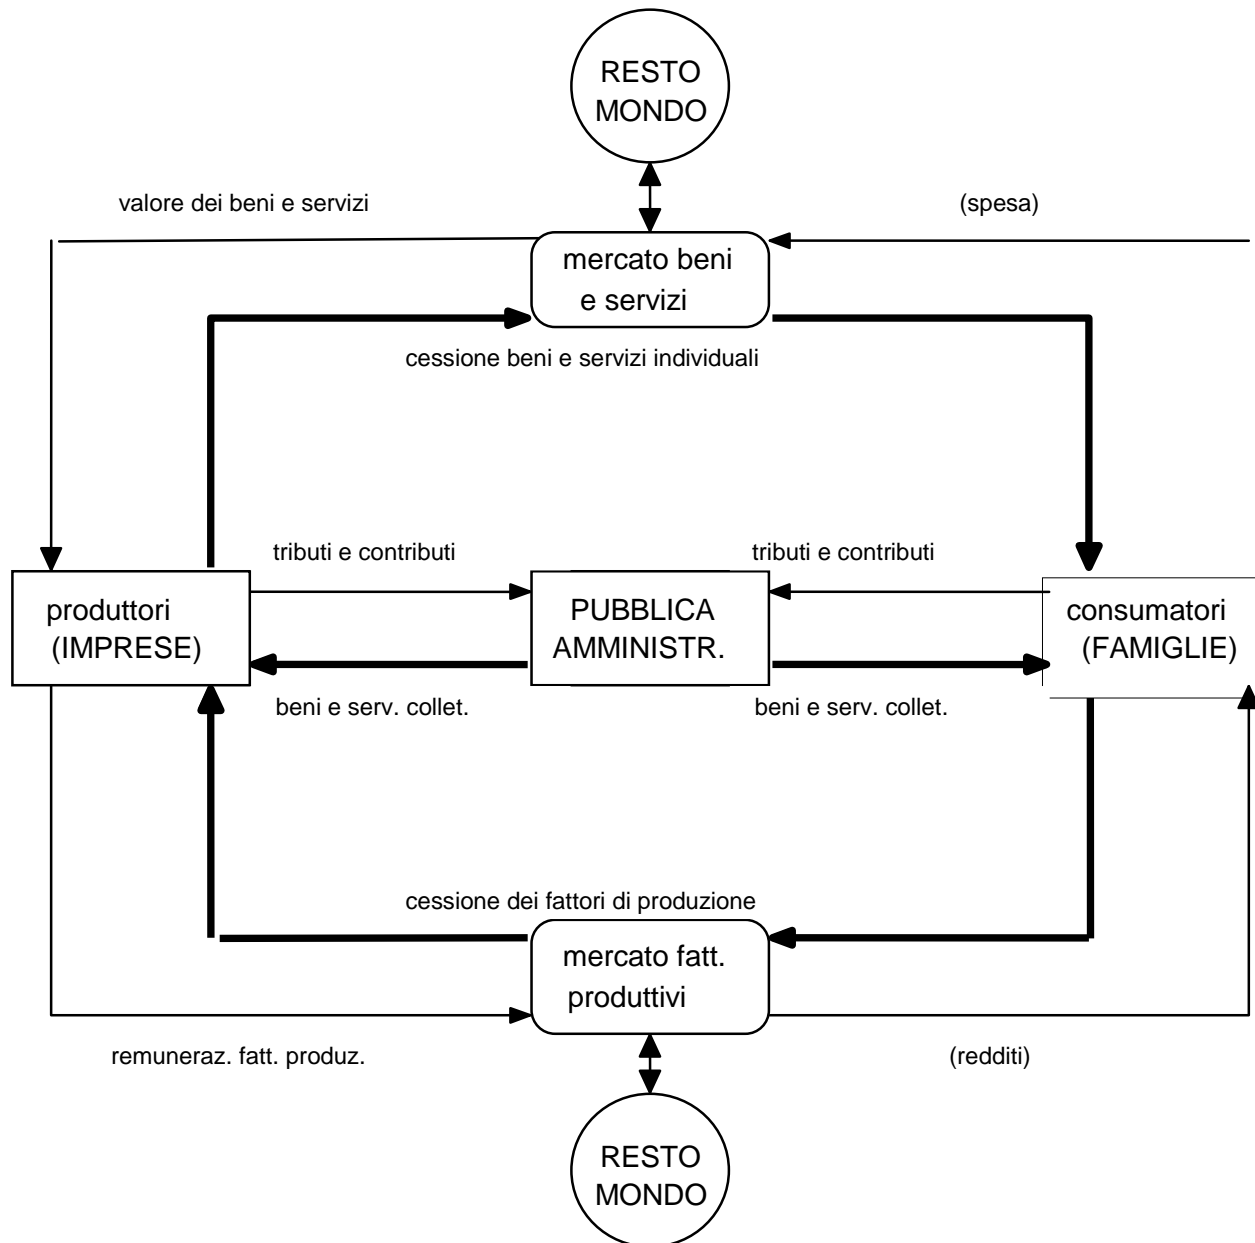 RESTO
MONDO
valore dei beni e servizi
(spesa)
mercato beni
e servizi
cessione beni e servizi individuali
tributi e contributi
tributi e contributi
produttori
(IMPRESE)
PUBBLICA
AMMINISTR.
consumatori
(FAMIGLIE)
beni e serv. collet.
beni e serv. collet.
cessione dei fattori di produzione
mercato fatt.
produttivi
remuneraz. fatt. produz.
(redditi)
RESTO
MONDO